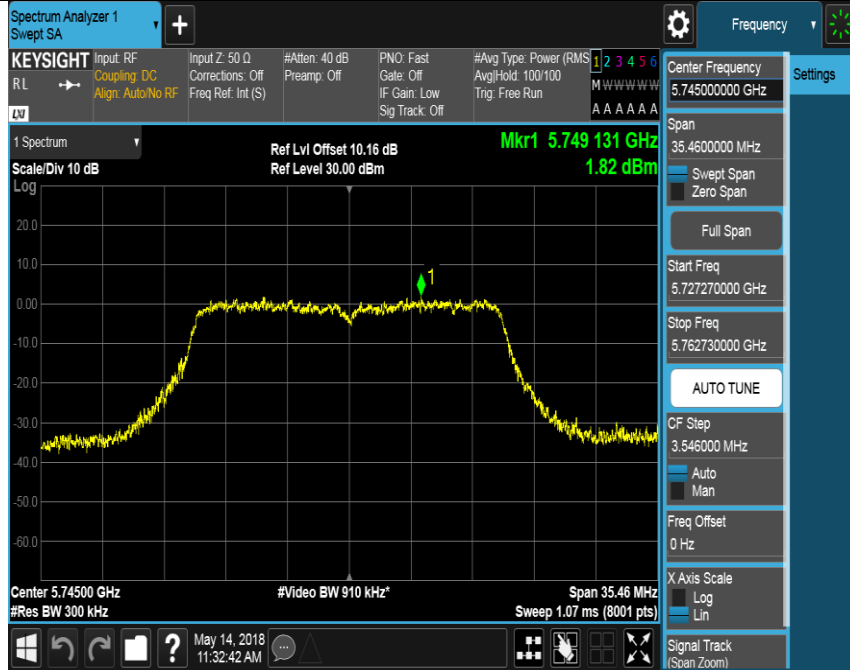 Spectrum Analyzer 1
Swept SA
+
Frequency
KEYSIGHT
RL
LXI
Input: RF
Coupling: DC
Align: Auto/No RF
Input Z: 50 Ω
Corrections: Off
Freq Ref: Int (S)
#Atten: 40 dB
Preamp: Off
PNO: Fast
Gate: Off
IF Gain: Low
Sig Track: Off
#Avg Type: Power (RMS
Avg|Hold: 100/100
Trig: Free Run
1 2 3 4 5 6
M W W W W W
A A A A A A
Center Frequency
5.745000000 GHz
Settings
Span
35.4600000 MHz
Swept Span
Zero Span
Full Span
Start Freq
5.727270000 GHz
Stop Freq
5.762730000 GHz
AUTO TUNE
CF Step
3.546000 MHz
Auto
Man
Freq Offset
0 Hz
X Axis Scale
Log
Lin
Signal Track
(Span Zoom)
1 Spectrum
Scale/Div 10 dB
Log
Ref Lvl Offset 10.16 dB
Ref Level 30.00 dBm
Mkr1 5.749 131 GHz
1.82 dBm
20.0
10.0
0.00
-10.0
-20.0
-30.0
-40.0
-50.0
-60.0
1
Center 5.74500 GHz
#Res BW 300 kHz
#Video BW 910 kHz*
Span 35.46 MHz
Sweep 1.07 ms (8001 pts)
?
May 14, 2018
11:32:42 AM